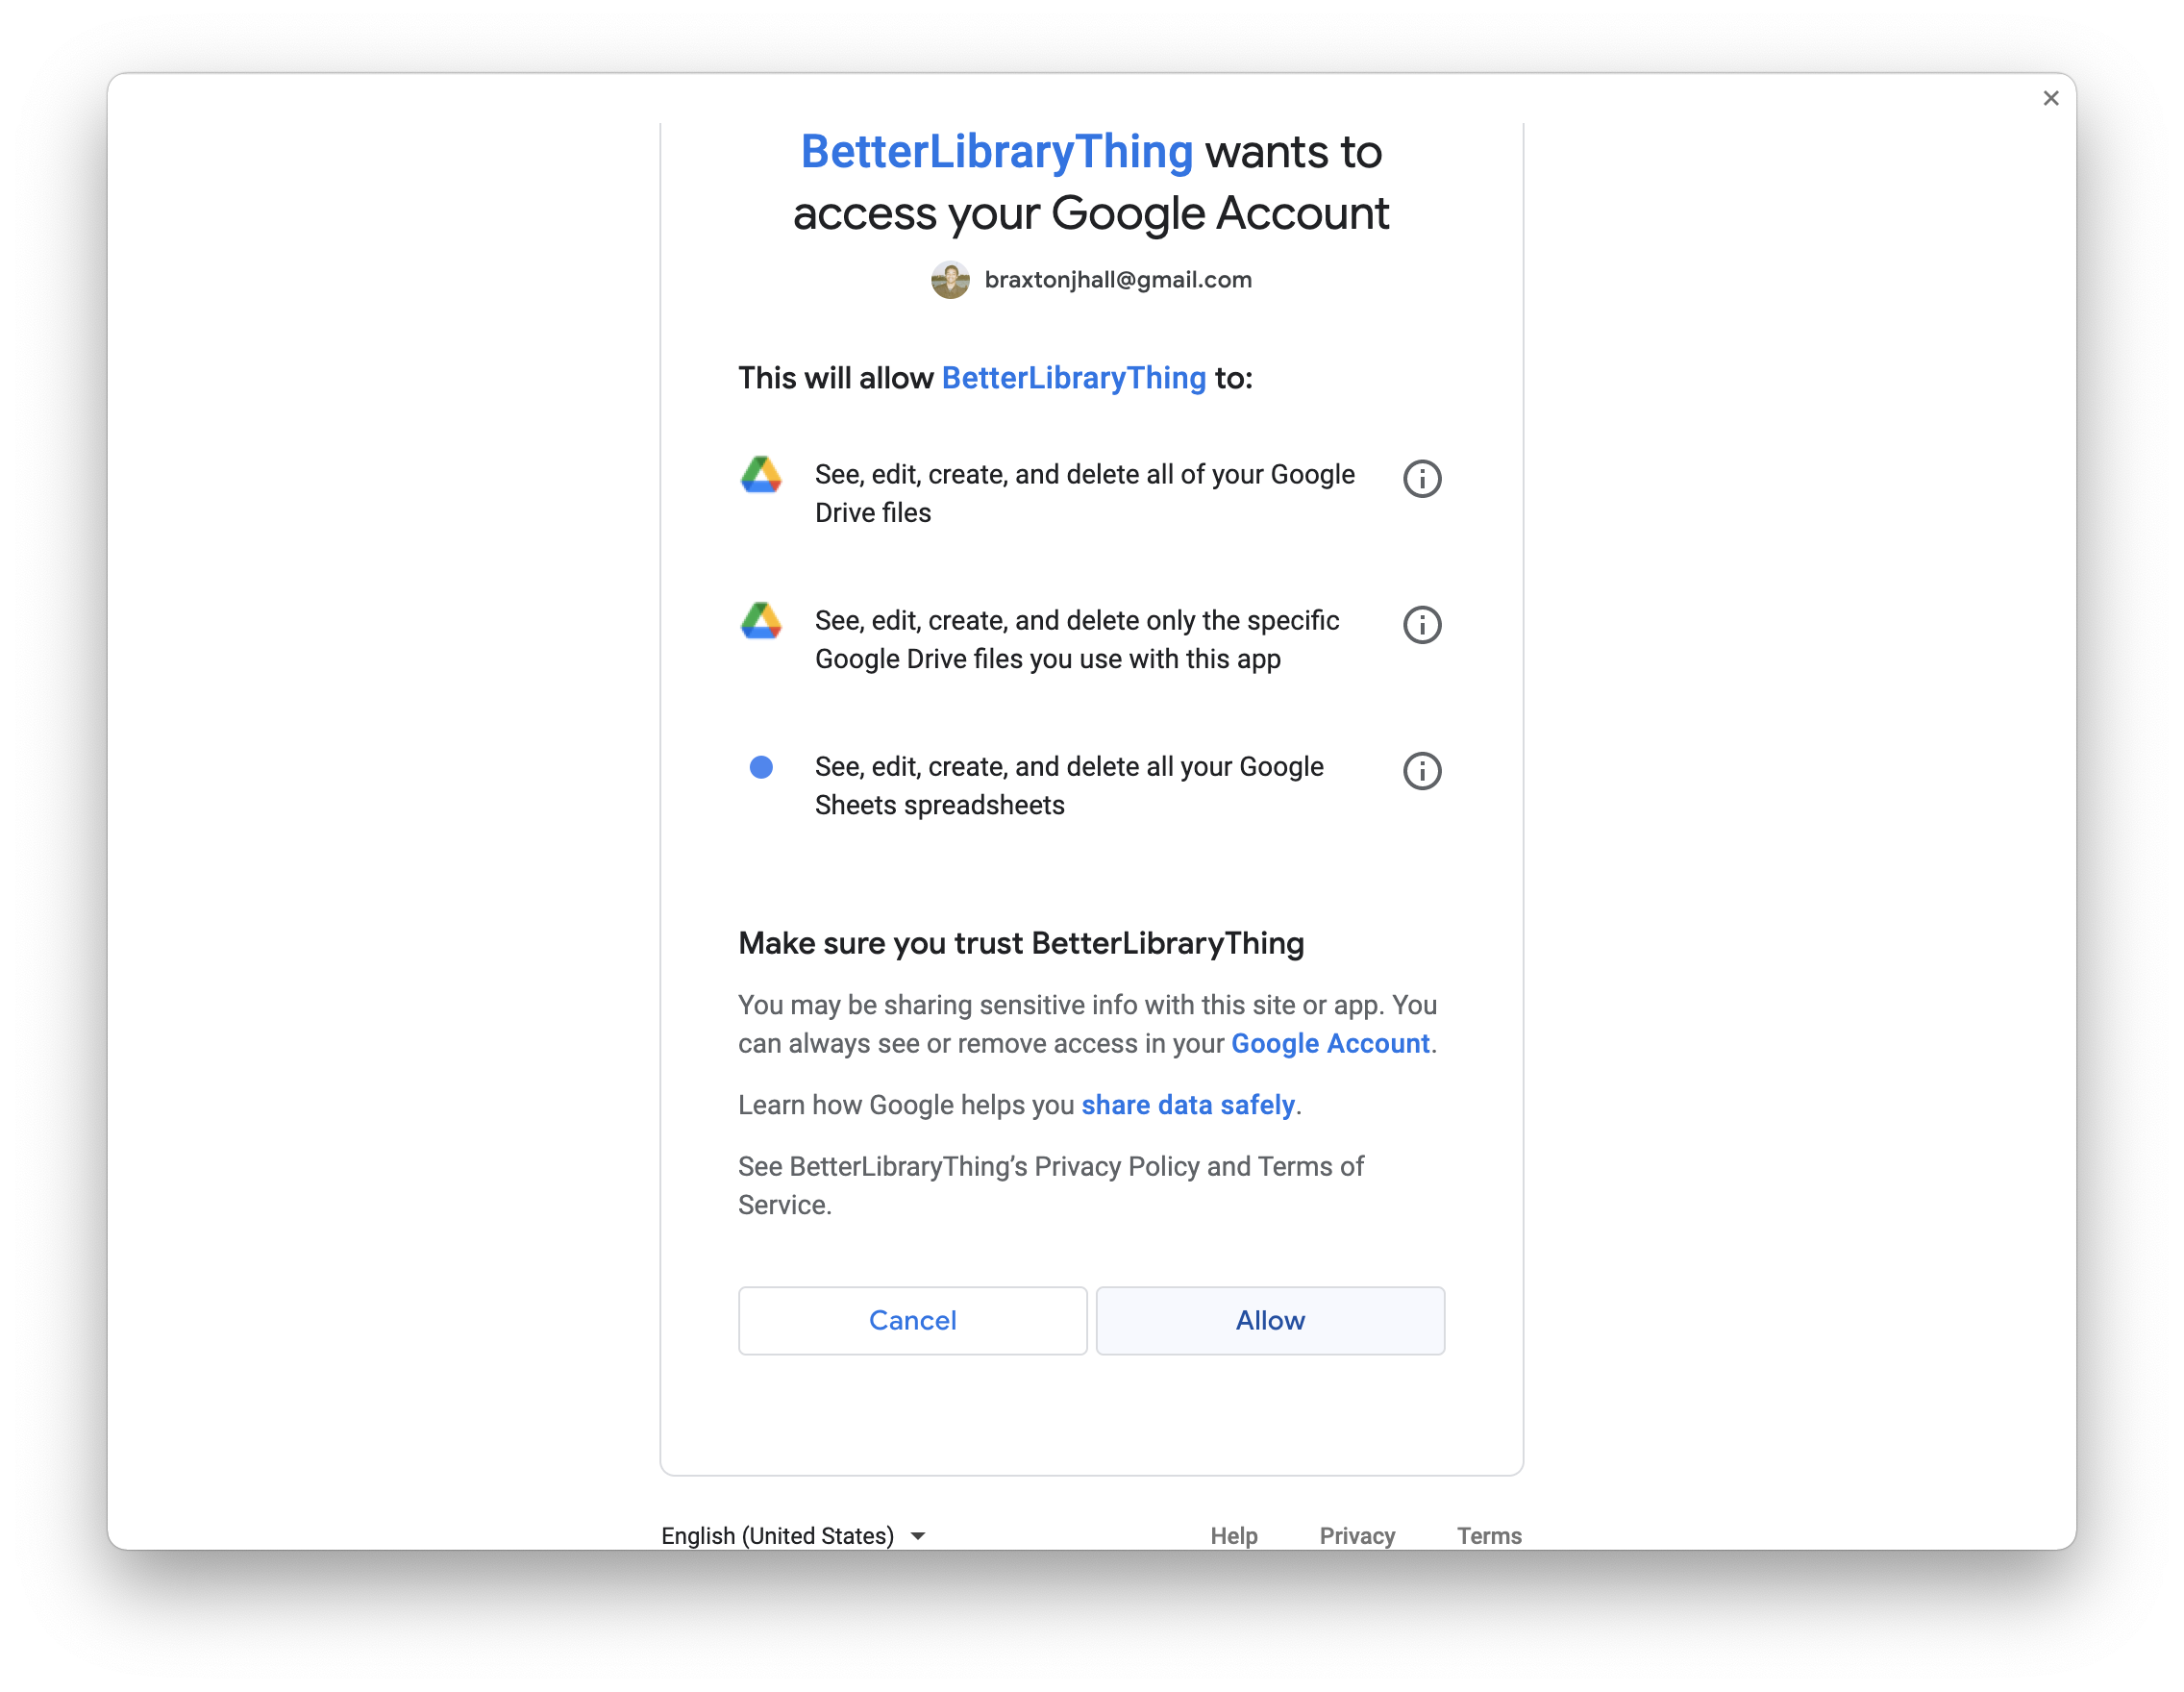 BetterLibraryThing wants to
access your Google Account
braxtonjhall@gmail.com
This will allow BetterLibraryThing to:
See, edit, create, and delete all of your Google
Drive files
See, edit, create, and delete only the specific
Google Drive files you use with this app
See, edit, create, and delete all your Google
Sheets spreadsheets
Make sure you trust BetterLibraryThing
You may be sharing sensitive info with this site or app. You
can always see or remove access in your Google Account.
Learn how Google helps you share data safely.
See BetterLibraryThing’s Privacy Policy and Terms of
Service.
Cancel Allow
English (United States) Help Privacy Terms